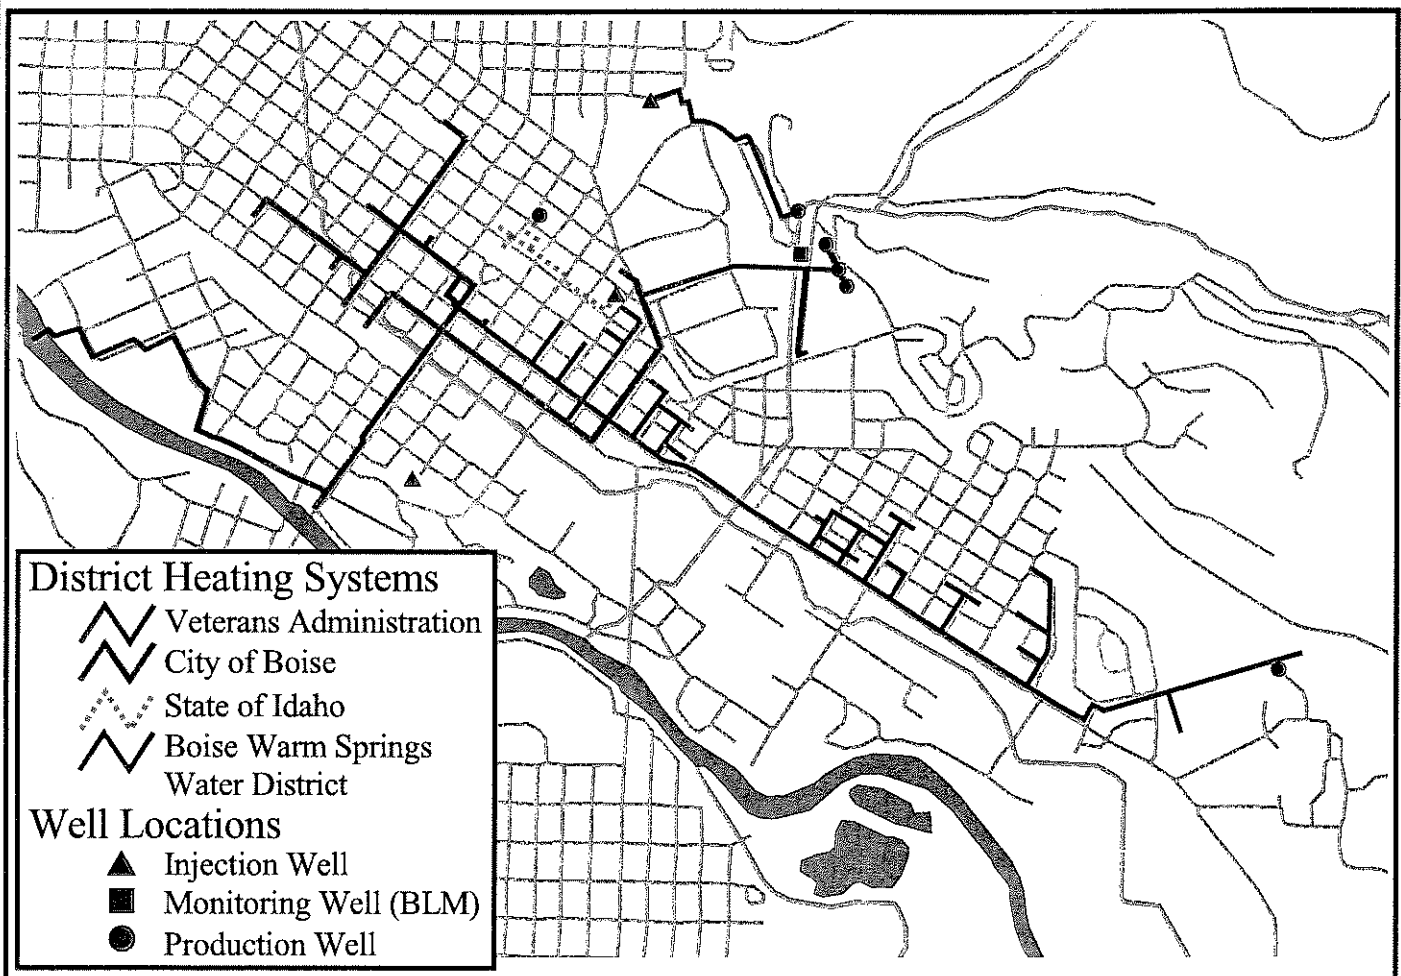 District Heating Systems
Veterans Administration
City of Boise
State of Idaho
Boise Warm Springs
Water District
Well Locations
Injection Well
Monitoring Well (BLM)
Production Well